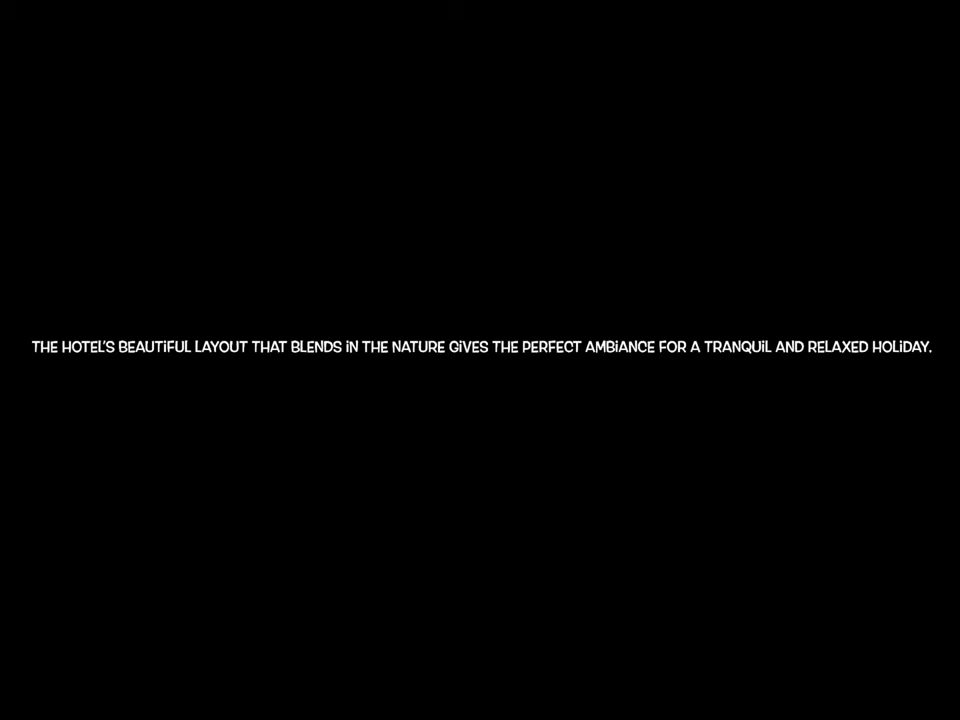 THE HOTEL'S BEAUTiFUL LAYOUT THAT BLENDS iN THE NATURE GiVES THE PERFECT AMBiANCE FOR A TRANQUiL AND RELAXED HOLiDAY.